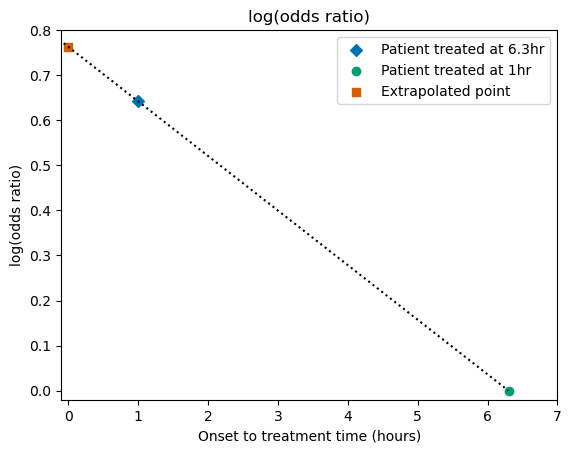 log(odds ratio)
Patient treated at 6.3hr
Patient treated at 1hr
Extrapolated point
0.8
0.7
0.6
0.5
0.4
0.3
0.2
0.1
0.0
log(odds ratio)
0 1 2 3 4 5 6 7
Onset to treatment time (hours)